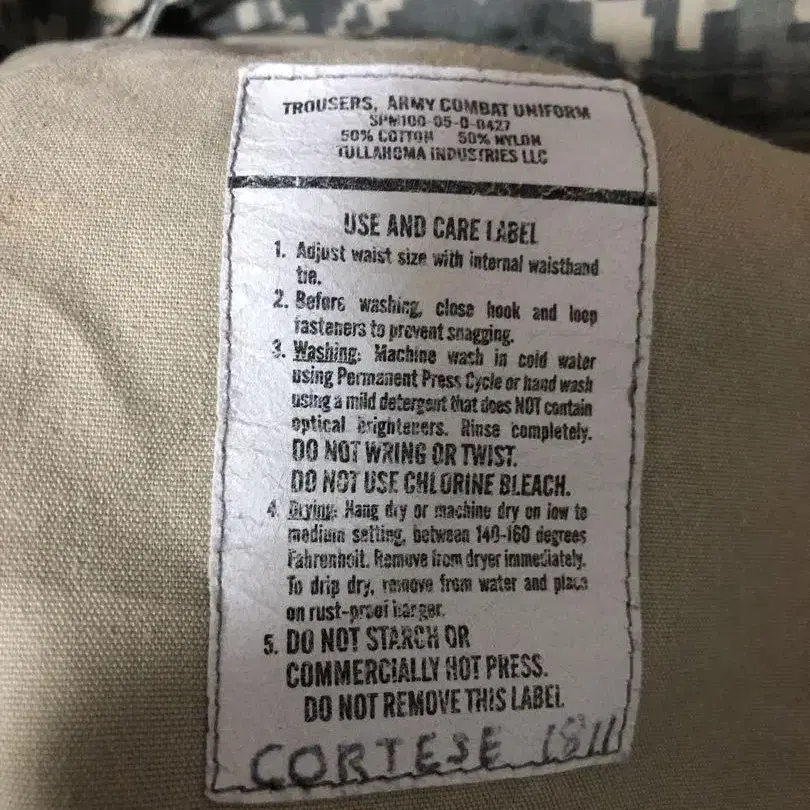 TROUSERS, ARMY COMBAT UNIFORM
SPM100-05-D-0427
50% COTTON 50% NYLON
TULLAHOMA INDUSTRIES LLC
USE AND CARE LABEL
1. Adjust waist size with internal waistband
tie.
2. Before washing, close hook and loop
fasteners to prevent snagging.
3. Washing: Machine wash in cold water
using Permanent Press Cycle or hand wash
using a mild detergent that does NOT contain
optical brighteners. Rinse completely.
DO NOT WRING OR TWIST.
DO NOT USE CHLORINE BLEACH.
4. Drying: Hang dry or machine dry on low to
medium setting, between 140-160 degrees
Fahrenheit. Remove from dryer immediately.
To drip dry, remove from water and place
on rust-proof hanger.
5. DO NOT STARCH OR
COMMERCIALLY HOT PRESS.
DO NOT REMOVE THIS LABEL
CORTESE 1811